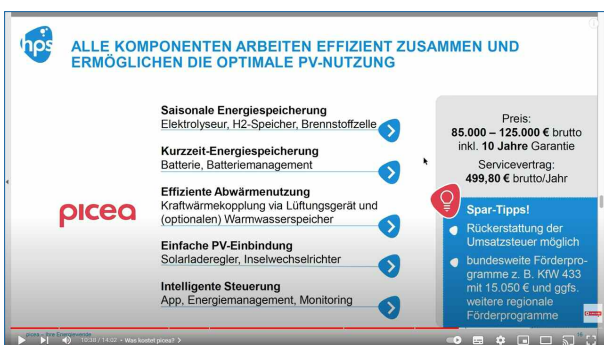 hps
ALLE KOMPONENTEN ARBEITEN EFFIZIENT ZUSAMMEN UND
ERMÖGLICHEN DIE OPTIMALE PV-NUTZUNG
picea
Saisonale Energiespeicherung
Elektrolyseur, H2-Speicher, Brennstoffzelle
Kurzzeit-Energiespeicherung
Batterie, Batteriemanagement
Effiziente Abwärmenutzung
Kraftwärmekopplung via Lüftungsgerät und
(optionalen) Warmwasserspeicher
Einfache PV-Einbindung
Solarladeregler, Inselwechselrichter
Intelligente Steuerung
App, Energiemanagement, Monitoring
Preis:
85.000 – 125.000 € brutto
inkl. 10 Jahre Garantie
Servicevertrag:
499,80 € brutto/Jahr
Spar-Tipps!
Rückerstattung der
Umsatzsteuer möglich
bundesweite Förderpro-
gramme z. B. KfW 433
mit 15.050 € und ggfs.
weitere regionale
Förderprogramme
picea – Ihre Energiewende
10:38 / 14:02 • Was kostet picea?